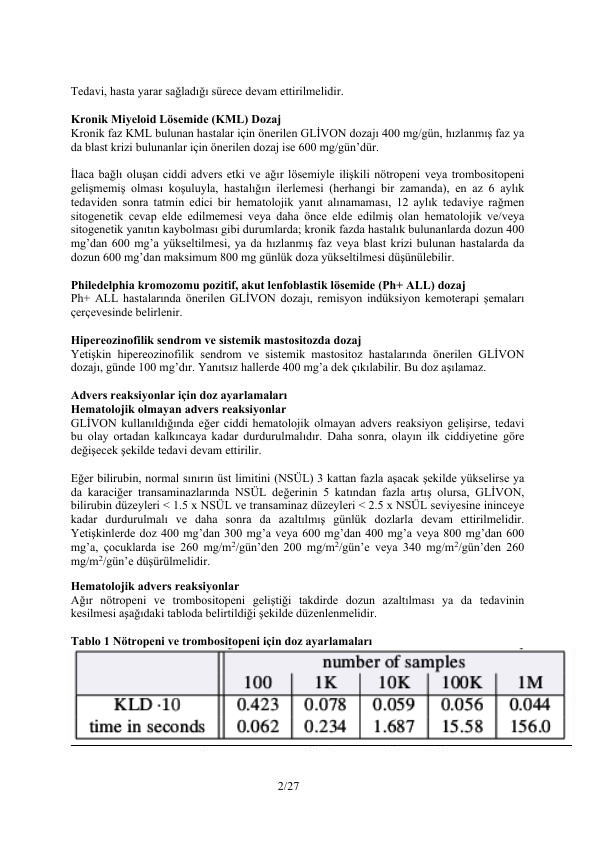 Tedavi, hasta yarar sağladığı sürece devam ettirilmelidir.
Kronik Miyeloid Lösemide (KML) Dozaj
Kronik faz KML bulunan hastalar için önerilen GLİVON dozajı 400 mg/gün, hızlanmış faz ya
da blast krizi bulunanlar için önerilen dozaj ise 600 mg/gün'dür.
İlaca bağlı oluşan ciddi advers etki ve ağır lösemiyle ilişkili nötropeni veya trombositopeni
gelişmemiş olması koşuluyla, hastalığın ilerlemesi (herhangi bir zamanda), en az 6 aylık
tedaviden sonra tatmin edici bir hematolojik yanıt alınamaması, 12 aylık tedaviye rağmen
sitogenetik cevap elde edilmemesi veya daha önce elde edilmiş olan hematolojik ve/veya
sitogenetik yanıtın kaybolması gibi durumlarda; kronik fazda hastalık bulunanlarda dozun 400
mg'dan 600 mg'a yükseltilmesi, ya da hızlanmış faz veya blast krizi bulunan hastalarda da
dozun 600 mg'dan maksimum 800 mg günlük doza yükseltilmesi düşünülebilir.
Philedelphia kromozomu pozitif, akut lenfoblastik lösemide (Ph+ ALL) dozaj
Ph+ ALL hastalarında önerilen GLİVON dozajı, remisyon indüksiyon kemoterapi şemaları
çerçevesinde belirlenir.
Hipereozinofilik sendrom ve sistemik mastositozda dozaj
Yetişkin hipereozinofilik sendrom ve sistemik mastositoz hastalarında önerilen GLİVON
dozajı, günde 100 mg'dır. Yanıtsız hallerde 400 mg'a dek çıkılabilir. Bu doz aşılamaz.
Advers reaksiyonlar için doz ayarlamaları
Hematolojik olmayan advers reaksiyonlar
GLİVON kullanıldığında eğer ciddi hematolojik olmayan advers reaksiyon gelişirse, tedavi
bu olay ortadan kalkıncaya kadar durdurulmalıdır. Daha sonra, olayın ilk ciddiyetine göre
değişecek şekilde tedavi devam ettirilir.
Eğer bilirubin, normal sınırın üst limitini (NSÜL) 3 kattan fazla aşacak şekilde yükselirse ya
da karaciğer transaminazlarında NSÜL değerinin 5 katından fazla artış olursa, GLİVON,
bilirubin düzeyleri < 1.5 x NSÜL ve transaminaz düzeyleri < 2.5 x NSÜL seviyesine ininceye
kadar durdurulmalı ve daha sonra da azaltılmış günlük dozlarla devam ettirilmelidir.
Yetişkinlerde doz 400 mg'dan 300 mg'a veya 600 mg'dan 400 mg'a veya 800 mg'dan 600
mg'a, çocuklarda ise 260 mg/m²/gün'den 200 mg/m²/gün'e veya 340 mg/m²/gün'den 260
mg/m²/gün'e düşürülmelidir.
Hematolojik advers reaksiyonlar
Ağır nötropeni ve trombositopeni geliştiği takdirde dozun azaltılması ya da tedavinin
kesilmesi aşağıdaki tabloda belirtildiği şekilde düzenlenmelidir.
Tablo 1 Nötropeni ve trombositopeni için doz ayarlamaları
number of samples
100 1K 10K 100K 1M
KLD ·10 0.423 0.078 0.059 0.056 0.044
time in seconds 0.062 0.234 1.687 15.58 156.0
2/27